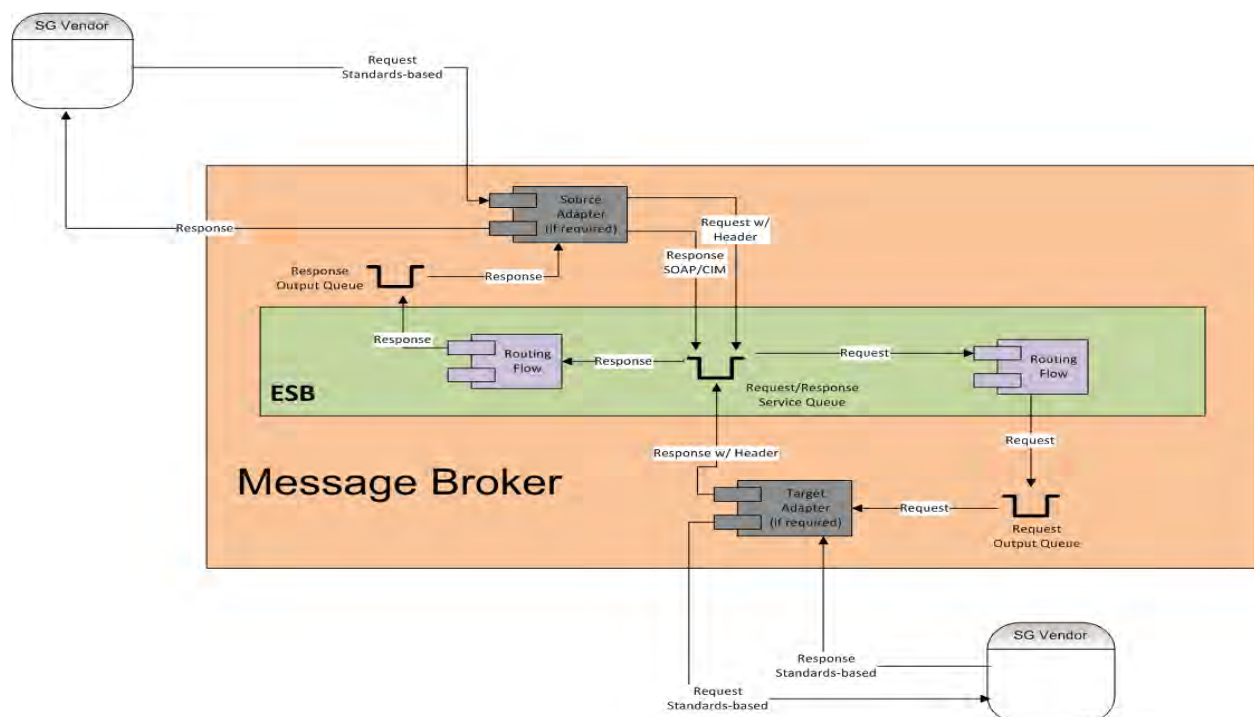 SG Vendor
Request
Standards-based
Source
Adapter
(if required)
Request w/
Header
Response
Response
SOAP/CIM
Response
Output Queue
Response
Response
Routing
Flow
Response
Request
Routing
Flow
Request/Response
Service Queue
ESB
Request
Response w/ Header
Message Broker
Target
Adapter
(if required)
Request
Request
Output Queue
SG Vendor
Response
Standards-based
Request
Standards-based